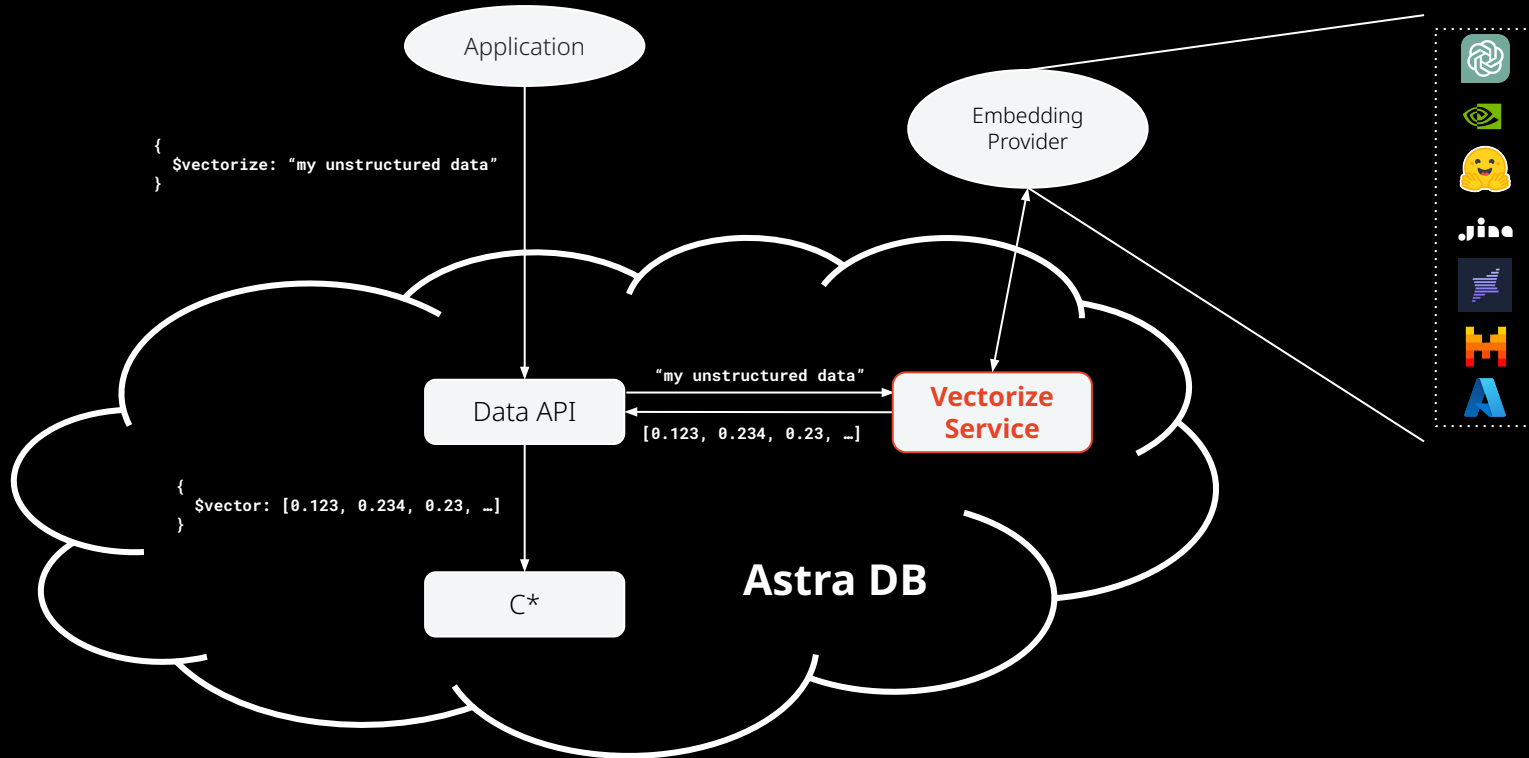 Application
Embedding
Provider
{
$vectorize: “my unstructured data”
}
Jina
“my unstructured data”
Data API
Vectorize
Service
[0.123, 0.234, 0.23, …]
{
$vector: [0.123, 0.234, 0.23, …]
}
Astra DB
C*